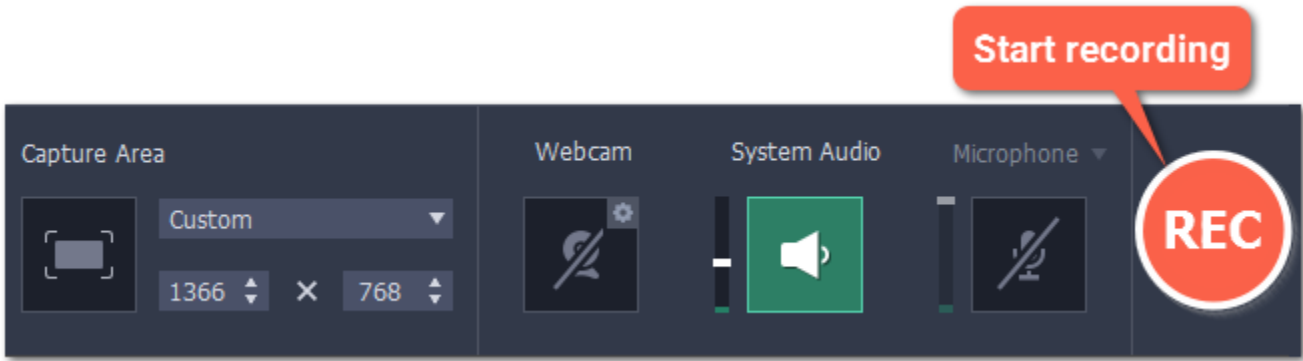 Start recording
Capture Area
Webcam
System Audio
Microphone
Custom
1366 × 768
REC